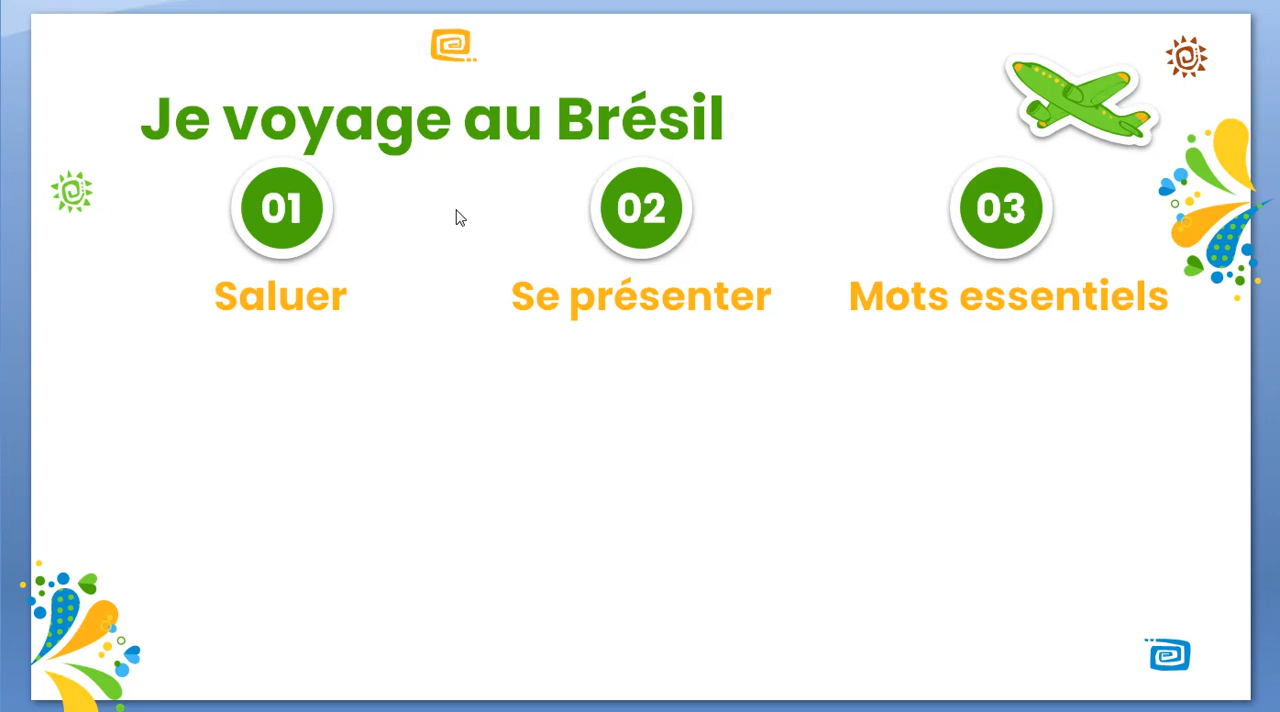 Je voyage au Brésil
01
02
03
Saluer
Se présenter
Mots essentiels